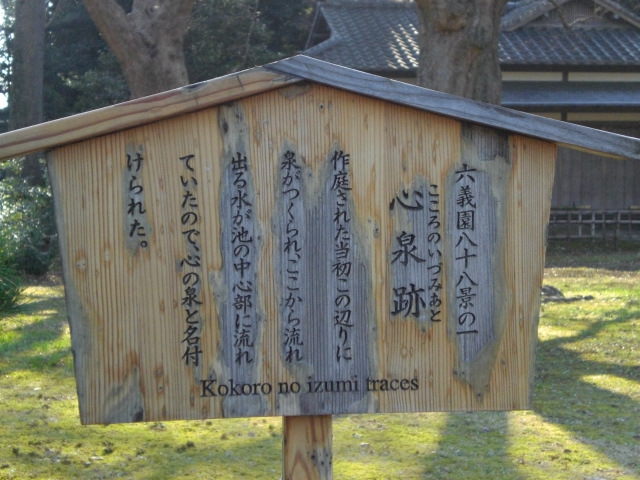 六義園八十八景の一
こころのいづみあと
心泉跡
作庭された当初この辺りに
泉がつくられ、ここから流れ
出る水が池の中心部に流れ
ていたので、心の泉と名付
けられた。
Kokoro no izumi traces